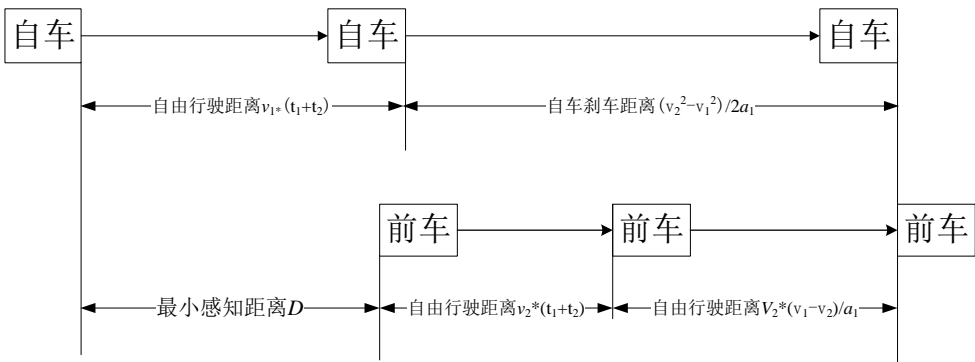 自车 自车 自车
自由行驶距离v₁*(t₁+t₂) 自车刹车距离(v₂²-v₁²)/2a₁
前车 前车 前车
最小感知距离D 自由行驶距离v₂*(t₁+t₂) 自由行驶距离V₂*(v₁-v₂)/a₁